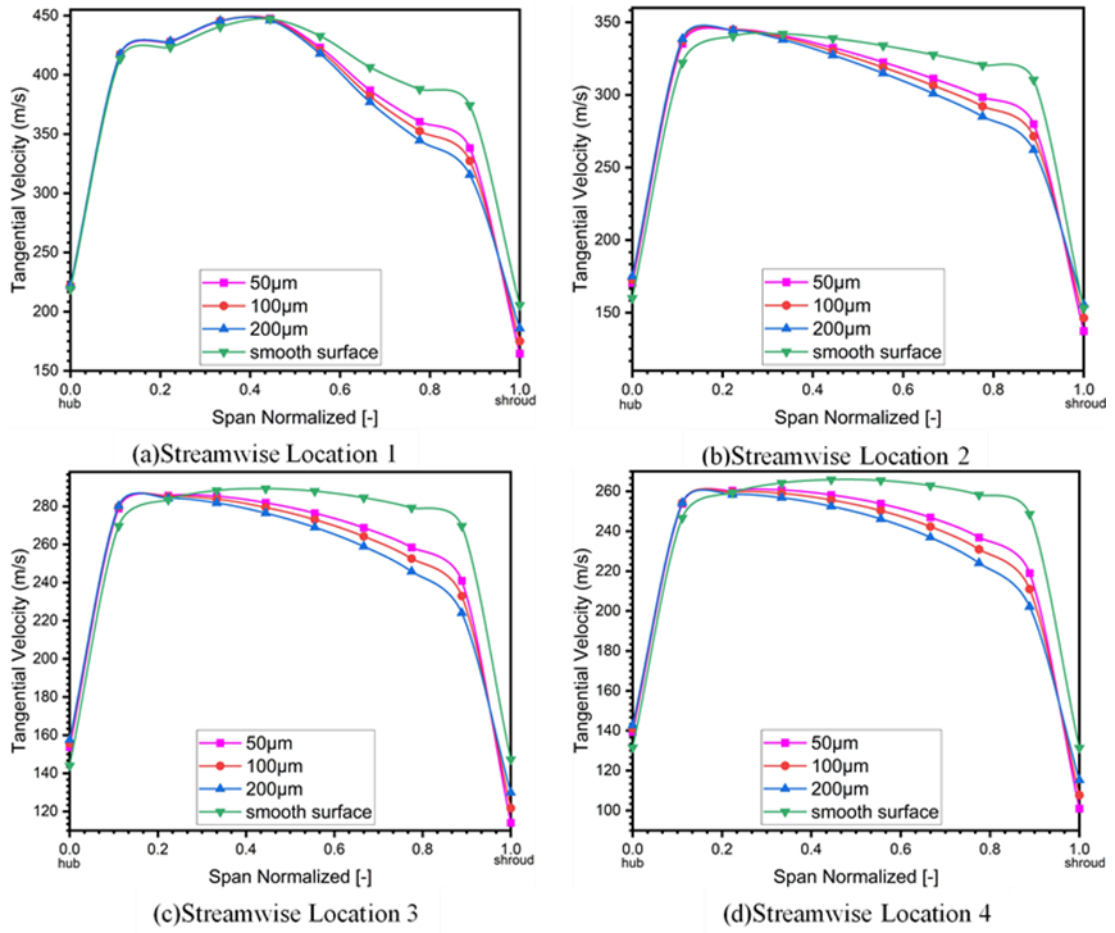 450
400
350
300
250
200
150
Tangential Velocity (m/s)
50μm
100μm
200μm
smooth surface
0.0 0.2 0.4 0.6 0.8 1.0
hub shroud
Span Normalized [-]
(a)Streamwise Location 1
350
300
250
200
150
Tangential Velocity (m/s)
50μm
100μm
200μm
smooth surface
0.0 0.2 0.4 0.6 0.8 1.0
hub shroud
Span Normalized [-]
(b)Streamwise Location 2
280
260
240
220
200
180
160
140
120
Tangential Velocity (m/s)
50μm
100μm
200μm
smooth surface
0.0 0.2 0.4 0.6 0.8 1.0
hub shroud
Span Normalized [-]
(c)Streamwise Location 3
260
240
220
200
180
160
140
120
100
Tangential Velocity (m/s)
50μm
100μm
200μm
smooth surface
0.0 0.2 0.4 0.6 0.8 1.0
hub shroud
Span Normalized [-]
(d)Streamwise Location 4